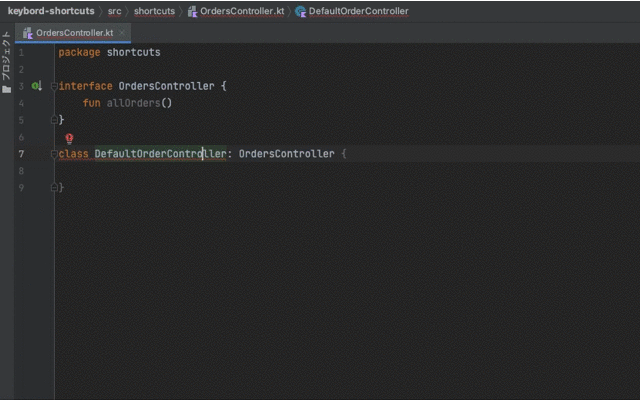 keybord-shortcuts 〉 src 〉 shortcuts 〉 OrdersController.kt 〉 DefaultOrderController
OrdersController.kt ×
プロジェクト
1 package shortcuts
2
3 interface OrdersController {
4     fun allOrders()
5 }
6
7 class DefaultOrderController: OrdersController {
8
9 }